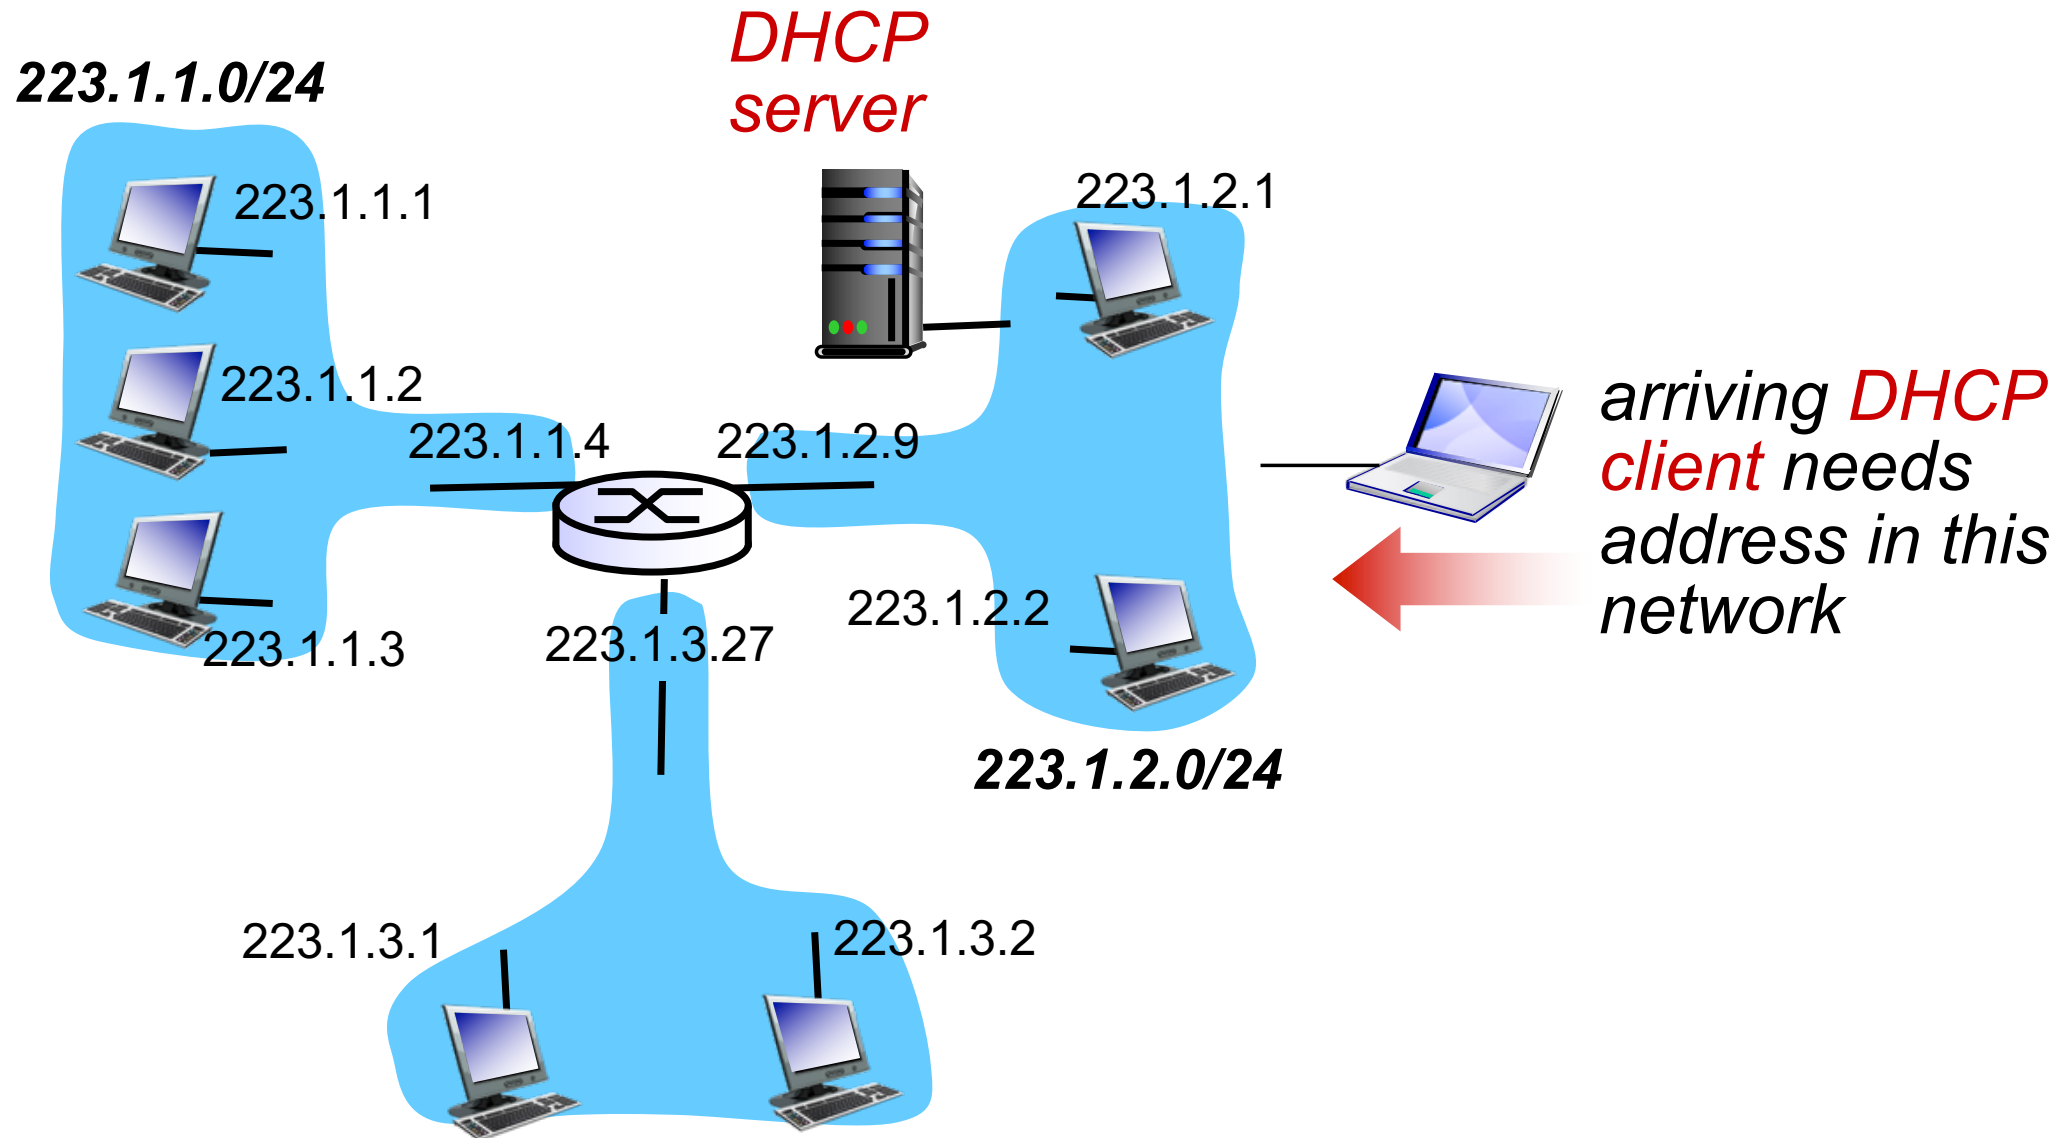 DHCP
server
223.1.1.0/24
223.1.1.1
223.1.2.1
223.1.1.2
arriving DHCP
client needs
address in this
network
223.1.1.4
223.1.2.9
223.1.1.3
223.1.3.27
223.1.2.2
223.1.2.0/24
223.1.3.1
223.1.3.2